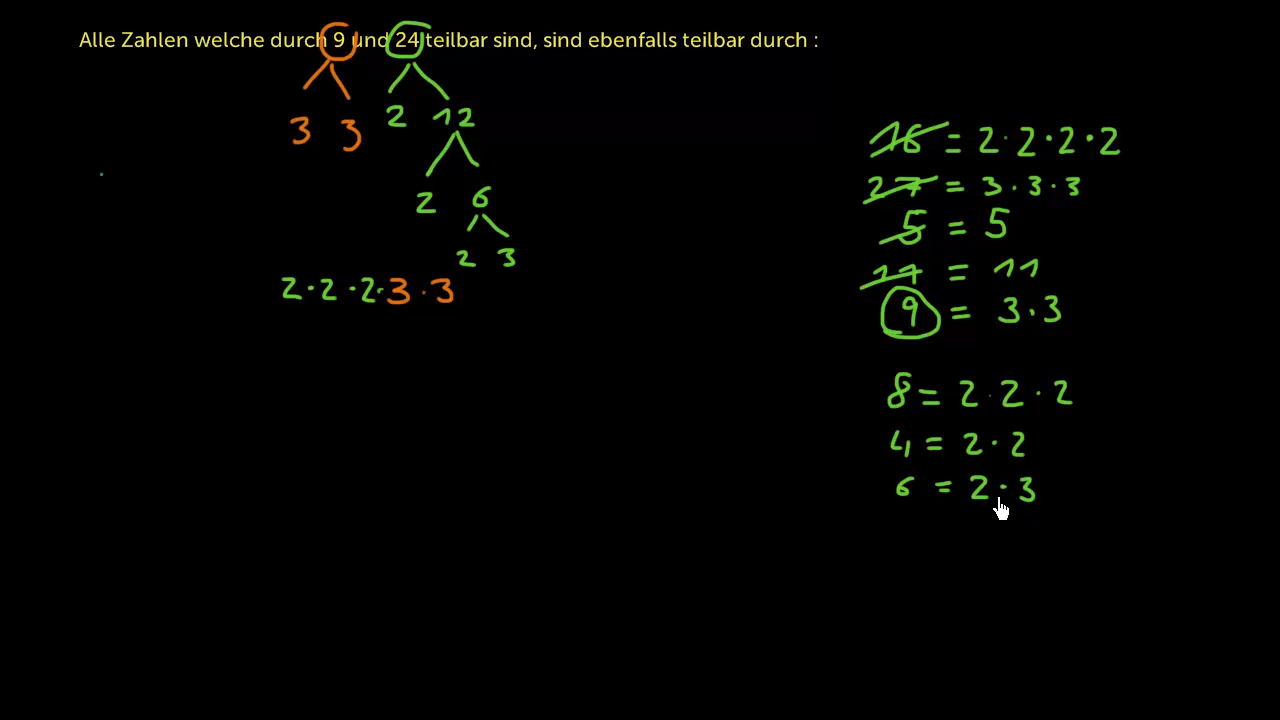 Alle Zahlen welche durch 9 und 24 teilbar sind, sind ebenfalls teilbar durch :
3 3 2 12
2 6
2 3
2·2·2·3·3
16 = 2·2·2·2
27 = 3·3·3
5 = 5
11 = 11
9 = 3·3
8 = 2·2·2
4 = 2·2
6 = 2·3